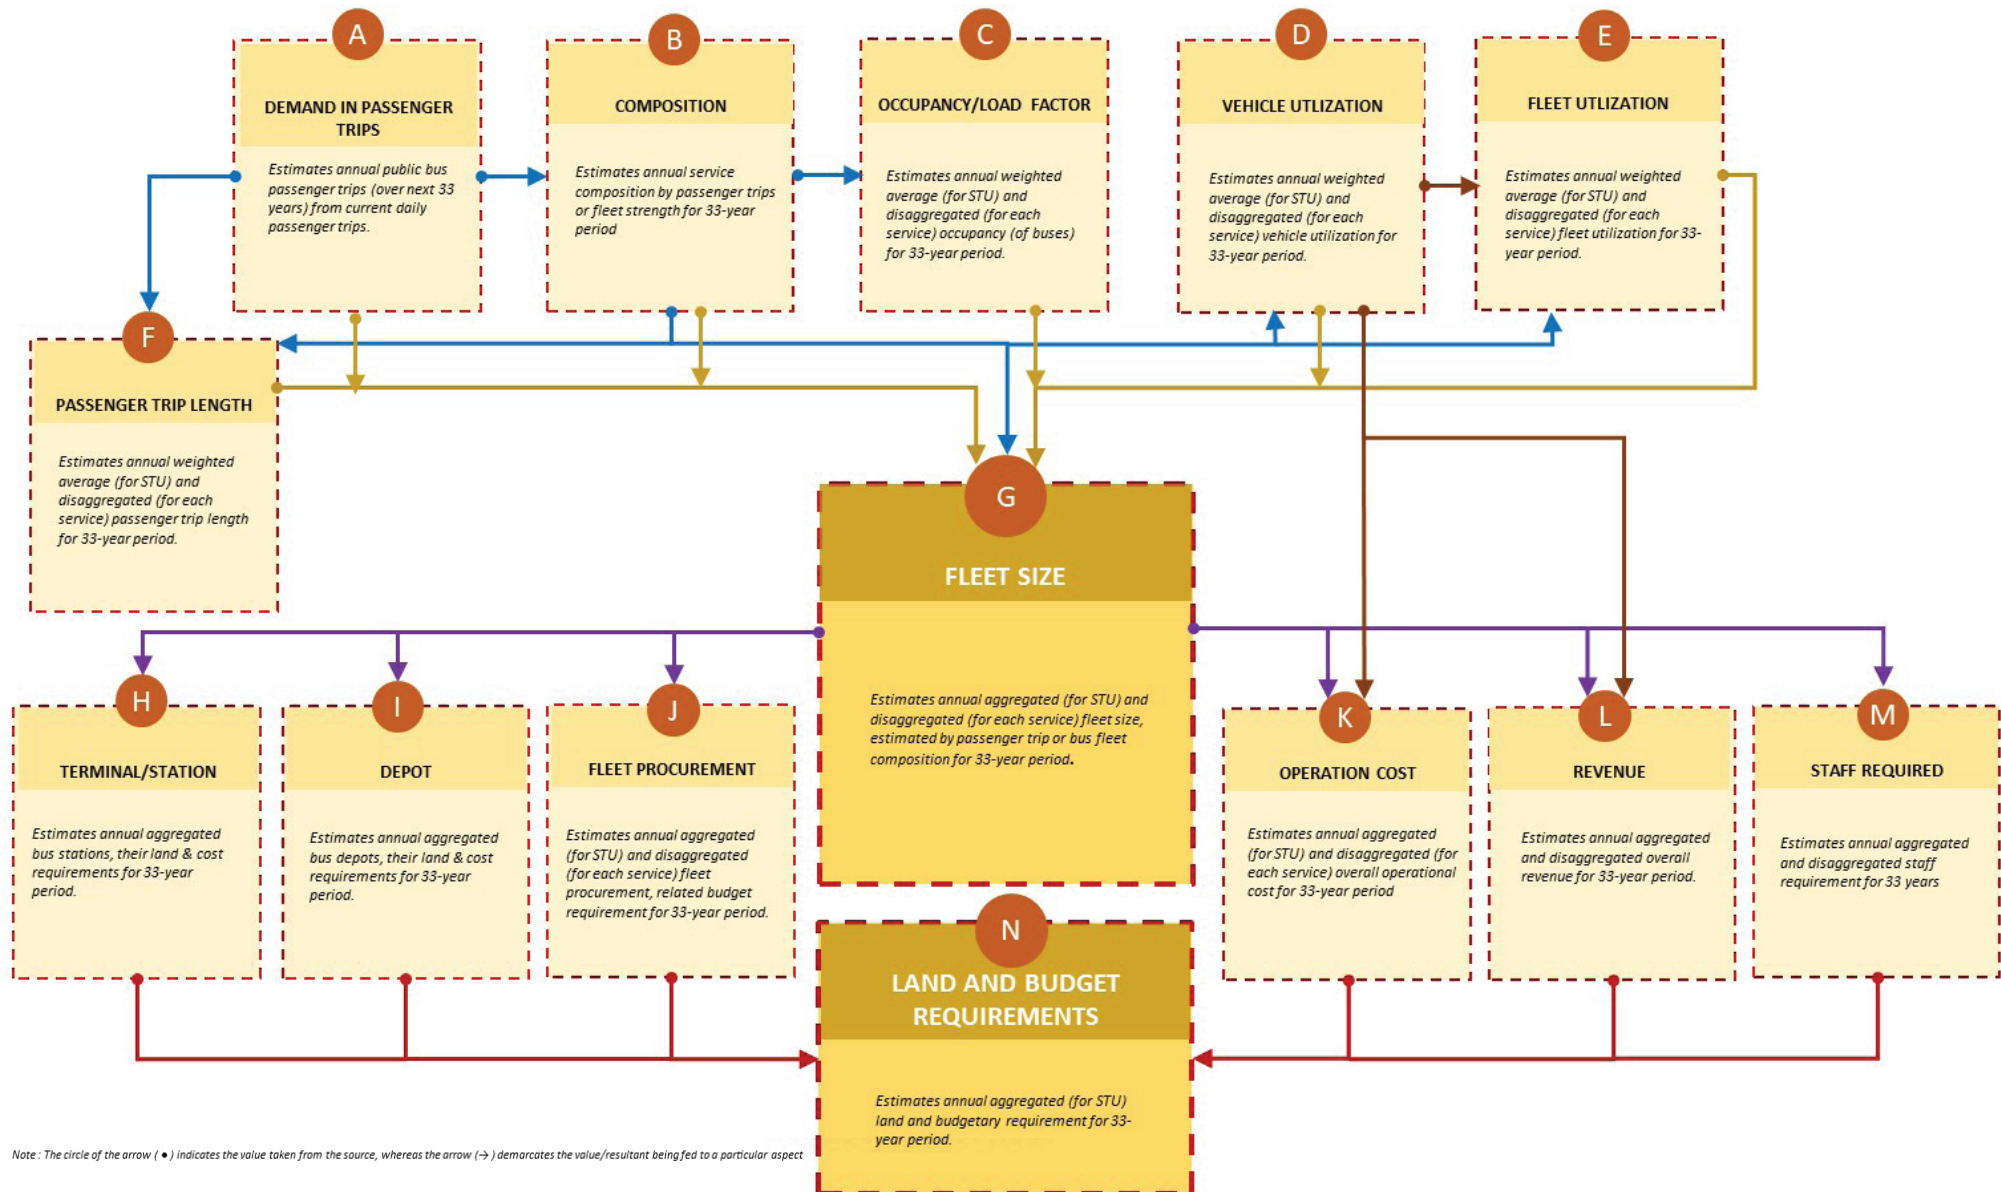 A
DEMAND IN PASSENGER
TRIPS
Estimates annual public bus
passenger trips (over next 33
years) from current daily
passenger trips.
B
COMPOSITION
Estimates annual service
composition by passenger trips
or fleet strength for 33-year
period
C
OCCUPANCY/LOAD FACTOR
Estimates annual weighted
average (for STU) and
disaggregated (for each
service) occupancy (of buses)
for 33-year period.
D
VEHICLE UTLIZATION
Estimates annual weighted
average (for STU) and
disaggregated (for each
service) vehicle utilization for
33-year period.
E
FLEET UTLIZATION
Estimates annual weighted
average (for STU) and
disaggregated (for each
service) fleet utilization for 33-
year period.
F
PASSENGER TRIP LENGTH
Estimates annual weighted
average (for STU) and
disaggregated (for each
service) passenger trip length
for 33-year period.
G
FLEET SIZE
Estimates annual aggregated (for STU) and
disaggregated (for each service) fleet size,
estimated by passenger trip or bus fleet
composition for 33-year period.
H
TERMINAL/STATION
Estimates annual aggregated
bus stations, their land & cost
requirements for 33-year
period.
I
DEPOT
Estimates annual aggregated
bus depots, their land & cost
requirements for 33-year
period.
J
FLEET PROCUREMENT
Estimates annual aggregated
(for STU) and disaggregated
(for each service) fleet
procurement, related budget
requirement for 33-year period.
K
OPERATION COST
Estimates annual aggregated
(for STU) and disaggregated (for
each service) overall operational
cost for 33-year period
L
REVENUE
Estimates annual aggregated
and disaggregated overall
revenue for 33-year period.
M
STAFF REQUIRED
Estimates annual aggregated
and disaggregated staff
requirement for 33 years
N
LAND AND BUDGET
REQUIREMENTS
Estimates annual aggregated (for STU)
land and budgetary requirement for 33-
year period.
Note : The circle of the arrow ( ● ) indicates the value taken from the source, whereas the arrow (→) demarcates the value/resultant being fed to a particular aspect